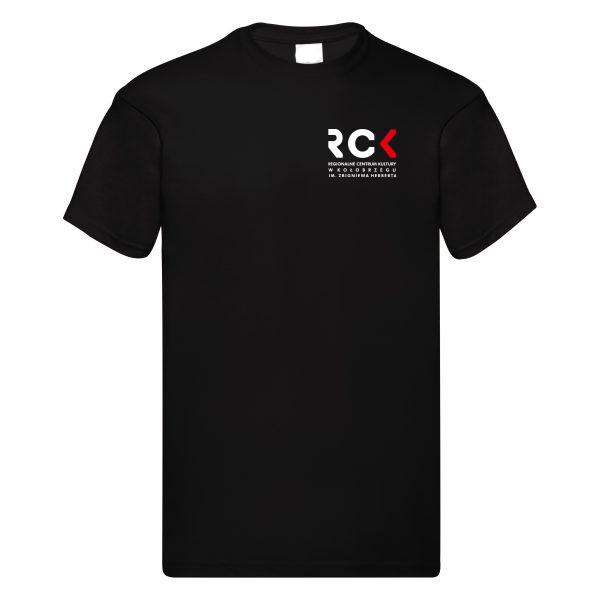 RCK
REGIONALNE CENTRUM KULTURY
W KOŁOBRZEGU
IM. ZBIGNIEWA HERBERTA